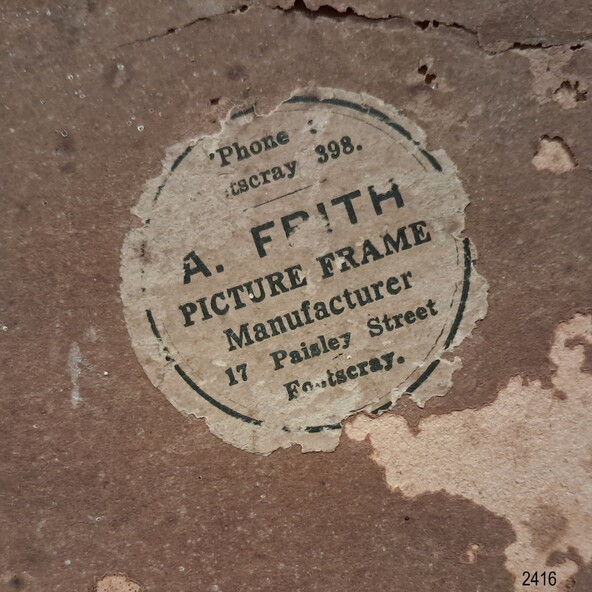 'Phone :
tscray 398.
A. FRITH
PICTURE FRAME
Manufacturer
17 Paisley Street
Footscray.
2416